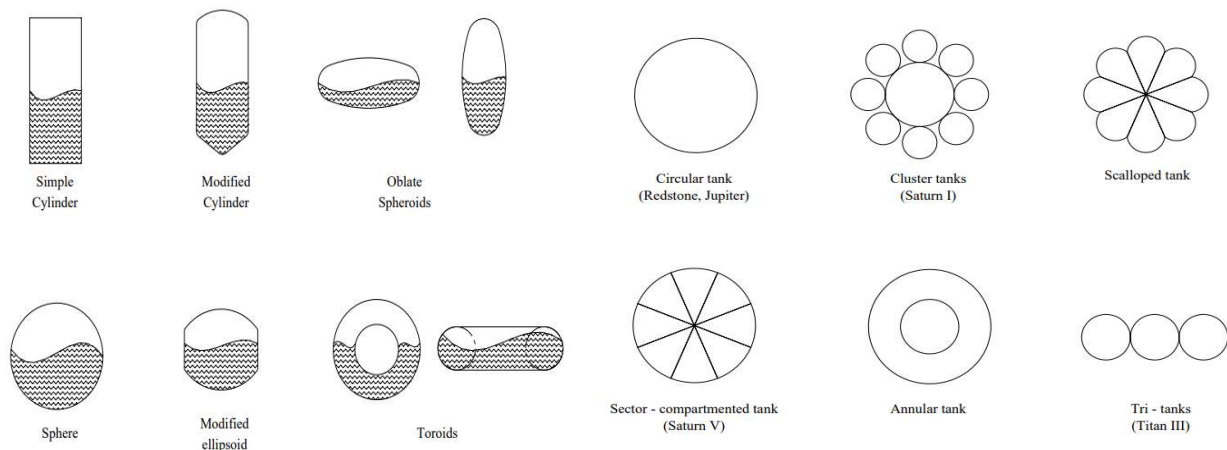 Simple
Cylinder
Modified
Cylinder
Oblate
Spheroids
Circular tank
(Redstone, Jupiter)
Cluster tanks
(Saturn I)
Scalloped tank
Sphere
Modified
ellipsoid
Toroids
Sector - compartmented tank
(Saturn V)
Annular tank
Tri - tanks
(Titan III)